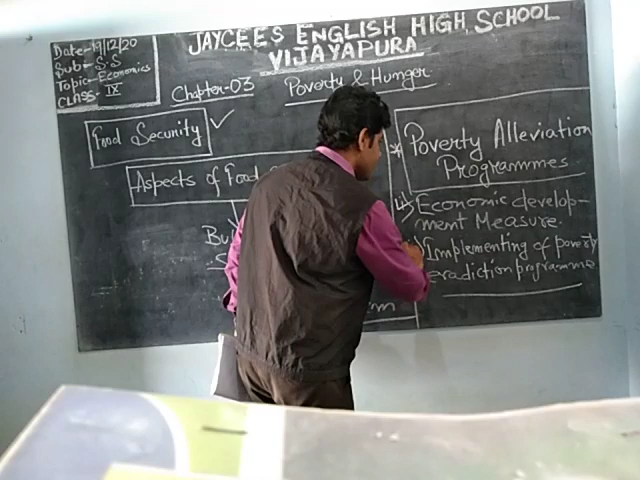 JAYCEES ENGLISH HIGH SCHOOL
VIJAYAPURA
Date-19/12/20
Sub:- S.S
Topic-Economics
CLASS- IX
Chapter-03 Poverty & Hunger
Food Security ✓
Aspects of Food
Bu
S
m
* Poverty Alleviation
Programmes
Economic develop-
ment Measure.
Implementing of poverty
eradiction programme